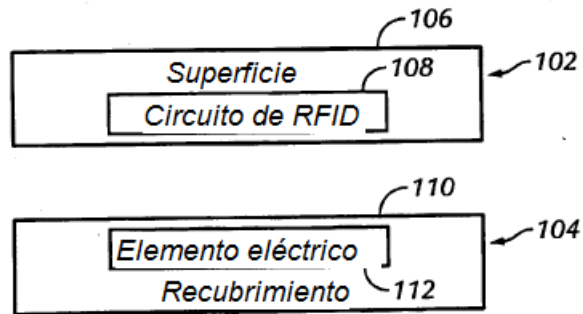 106
Superficie
108
102
Circuito de RFID
110
Elemento eléctrico
104
112
Recubrimiento